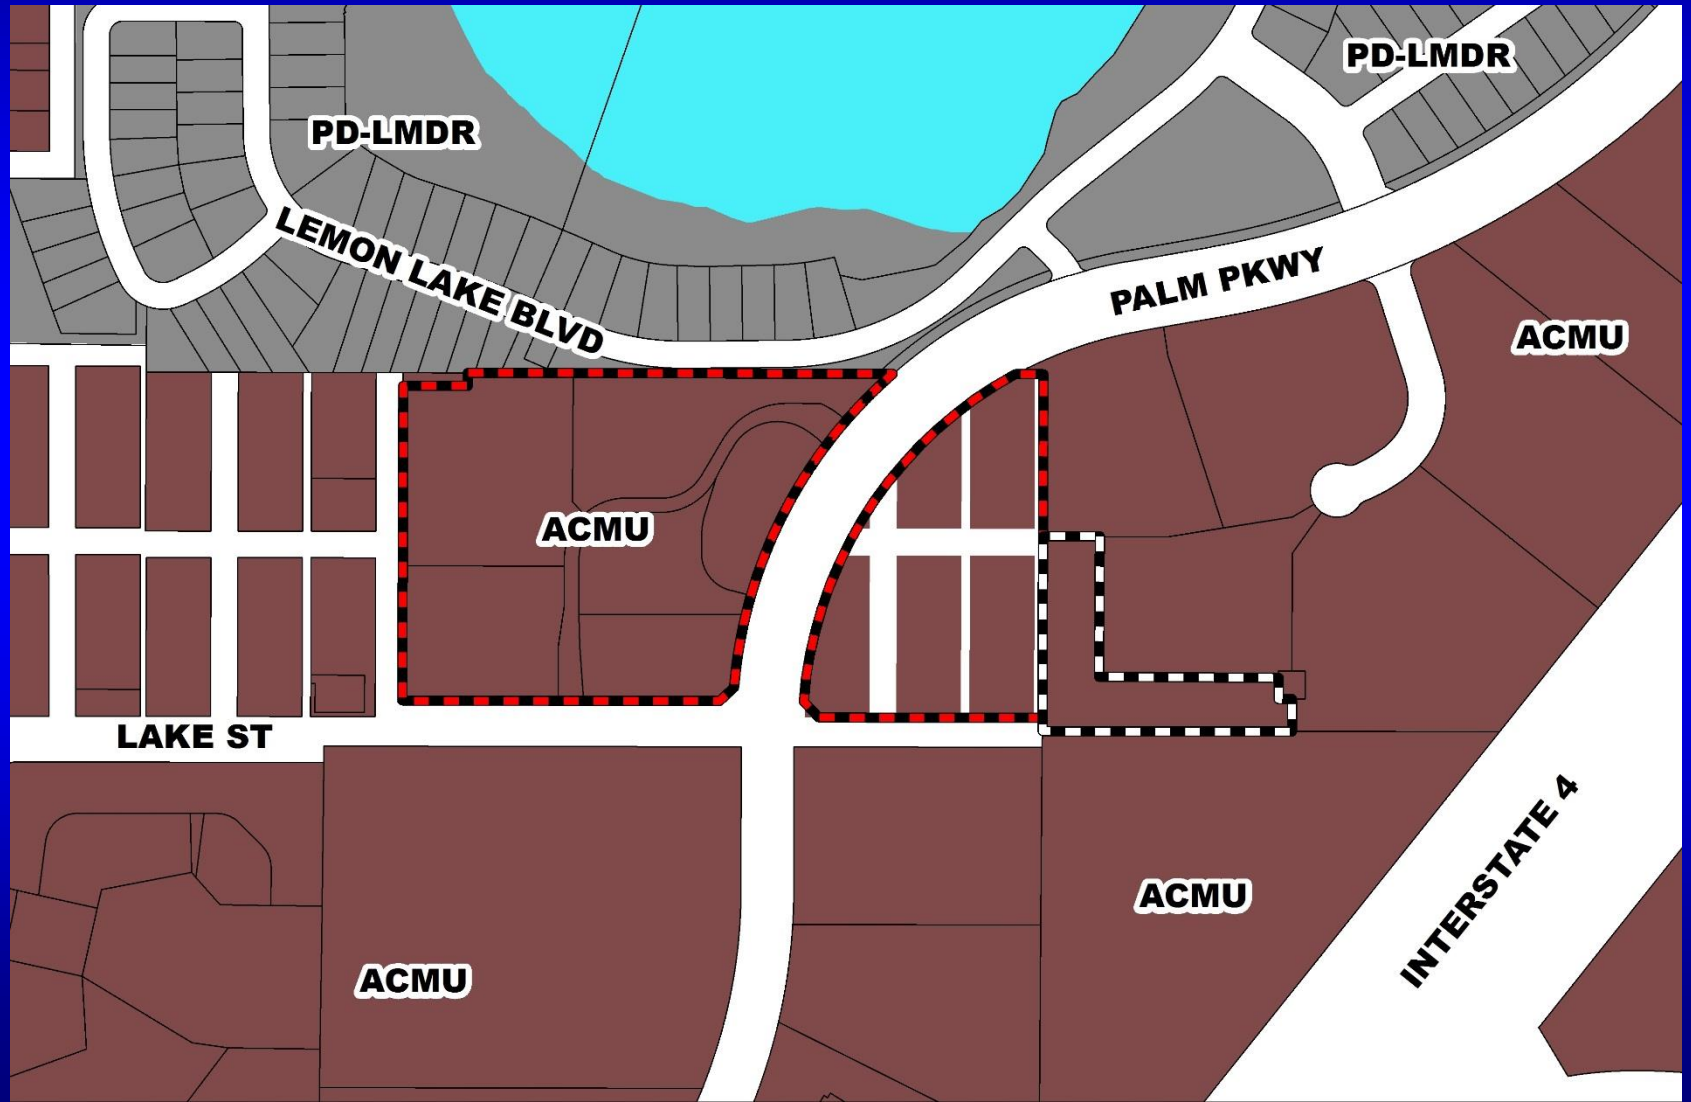 PD-LMDR
PD-LMDR
LEMON LAKE BLVD
PALM PKWY
ACMU
ACMU
LAKE ST
ACMU
INTERSTATE 4
ACMU